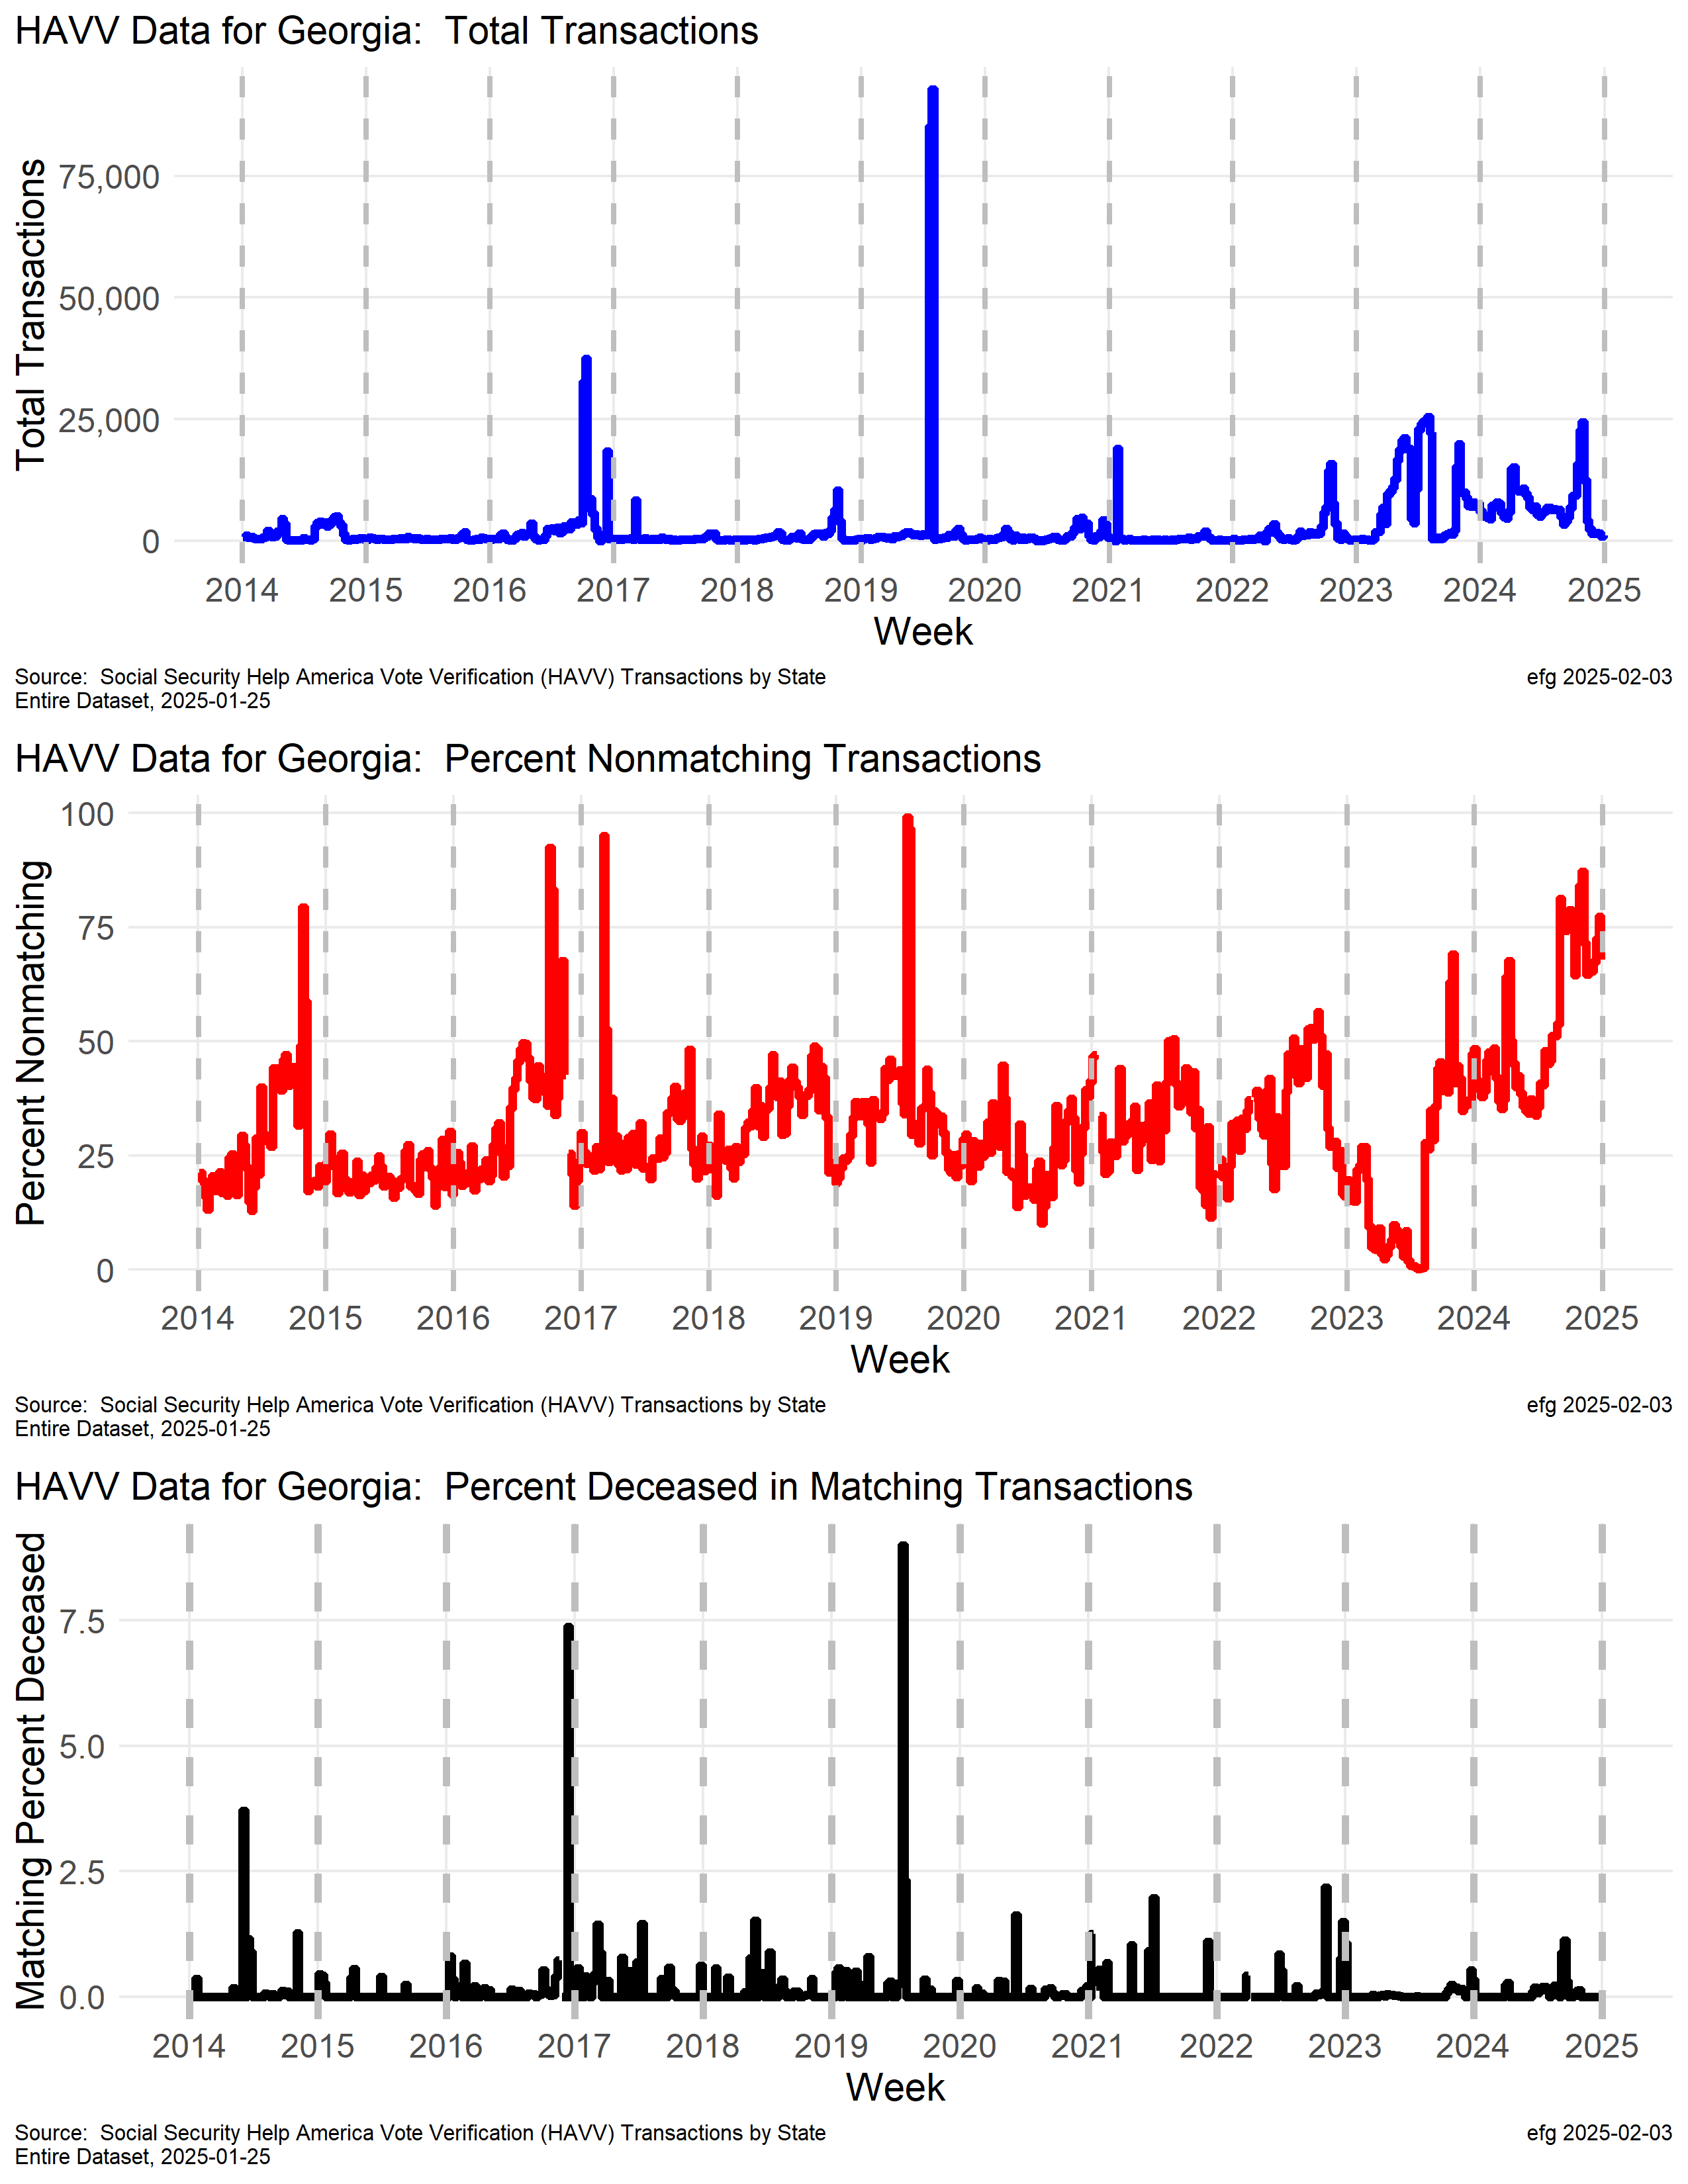 HAVV Data for Georgia:  Total Transactions
Total Transactions
75,000
50,000
25,000
0
2014 2015 2016 2017 2018 2019 2020 2021 2022 2023 2024 2025
Week
Source:  Social Security Help America Vote Verification (HAVV) Transactions by State
Entire Dataset, 2025-01-25
efg 2025-02-03
HAVV Data for Georgia:  Percent Nonmatching Transactions
Percent Nonmatching
100
75
50
25
0
2014 2015 2016 2017 2018 2019 2020 2021 2022 2023 2024 2025
Week
Source:  Social Security Help America Vote Verification (HAVV) Transactions by State
Entire Dataset, 2025-01-25
efg 2025-02-03
HAVV Data for Georgia:  Percent Deceased in Matching Transactions
Matching Percent Deceased
7.5
5.0
2.5
0.0
2014 2015 2016 2017 2018 2019 2020 2021 2022 2023 2024 2025
Week
Source:  Social Security Help America Vote Verification (HAVV) Transactions by State
Entire Dataset, 2025-01-25
efg 2025-02-03